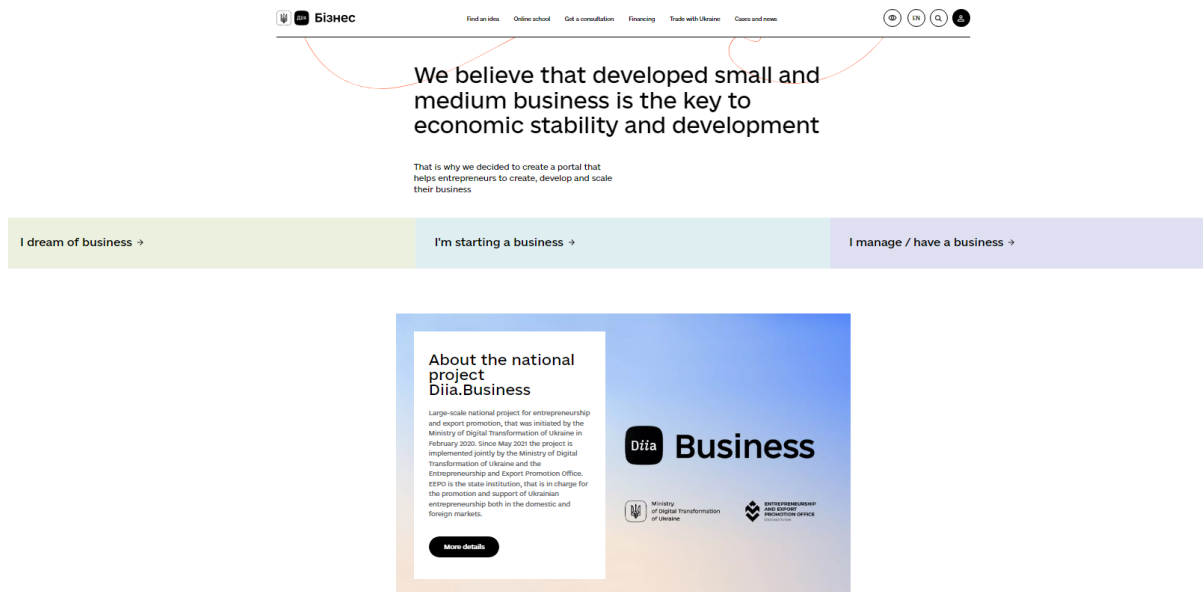 Дія Бізнес
Find an idea
Online school
Get a consultation
Financing
Trade with Ukraine
Cases and news
EN
We believe that developed small and
medium business is the key to
economic stability and development
That is why we decided to create a portal that
helps entrepreneurs to create, develop and scale
their business
I dream of business →
I'm starting a business →
I manage / have a business →
About the national
project
Diia.Business
Large-scale national project for entrepreneurship
and export promotion, that was initiated by the
Ministry of Digital Transformation of Ukraine in
February 2020. Since May 2021 the project is
implemented jointly by the Ministry of Digital
Transformation of Ukraine and the
Entrepreneurship and Export Promotion Office.
EEPO is the state institution, that is in charge for
the promotion and support of Ukrainian
entrepreneurship both in the domestic and
foreign markets.
More details
Diia Business
Ministry
of Digital Transformation
of Ukraine
ENTREPRENEURSHIP
AND EXPORT
PROMOTION OFFICE